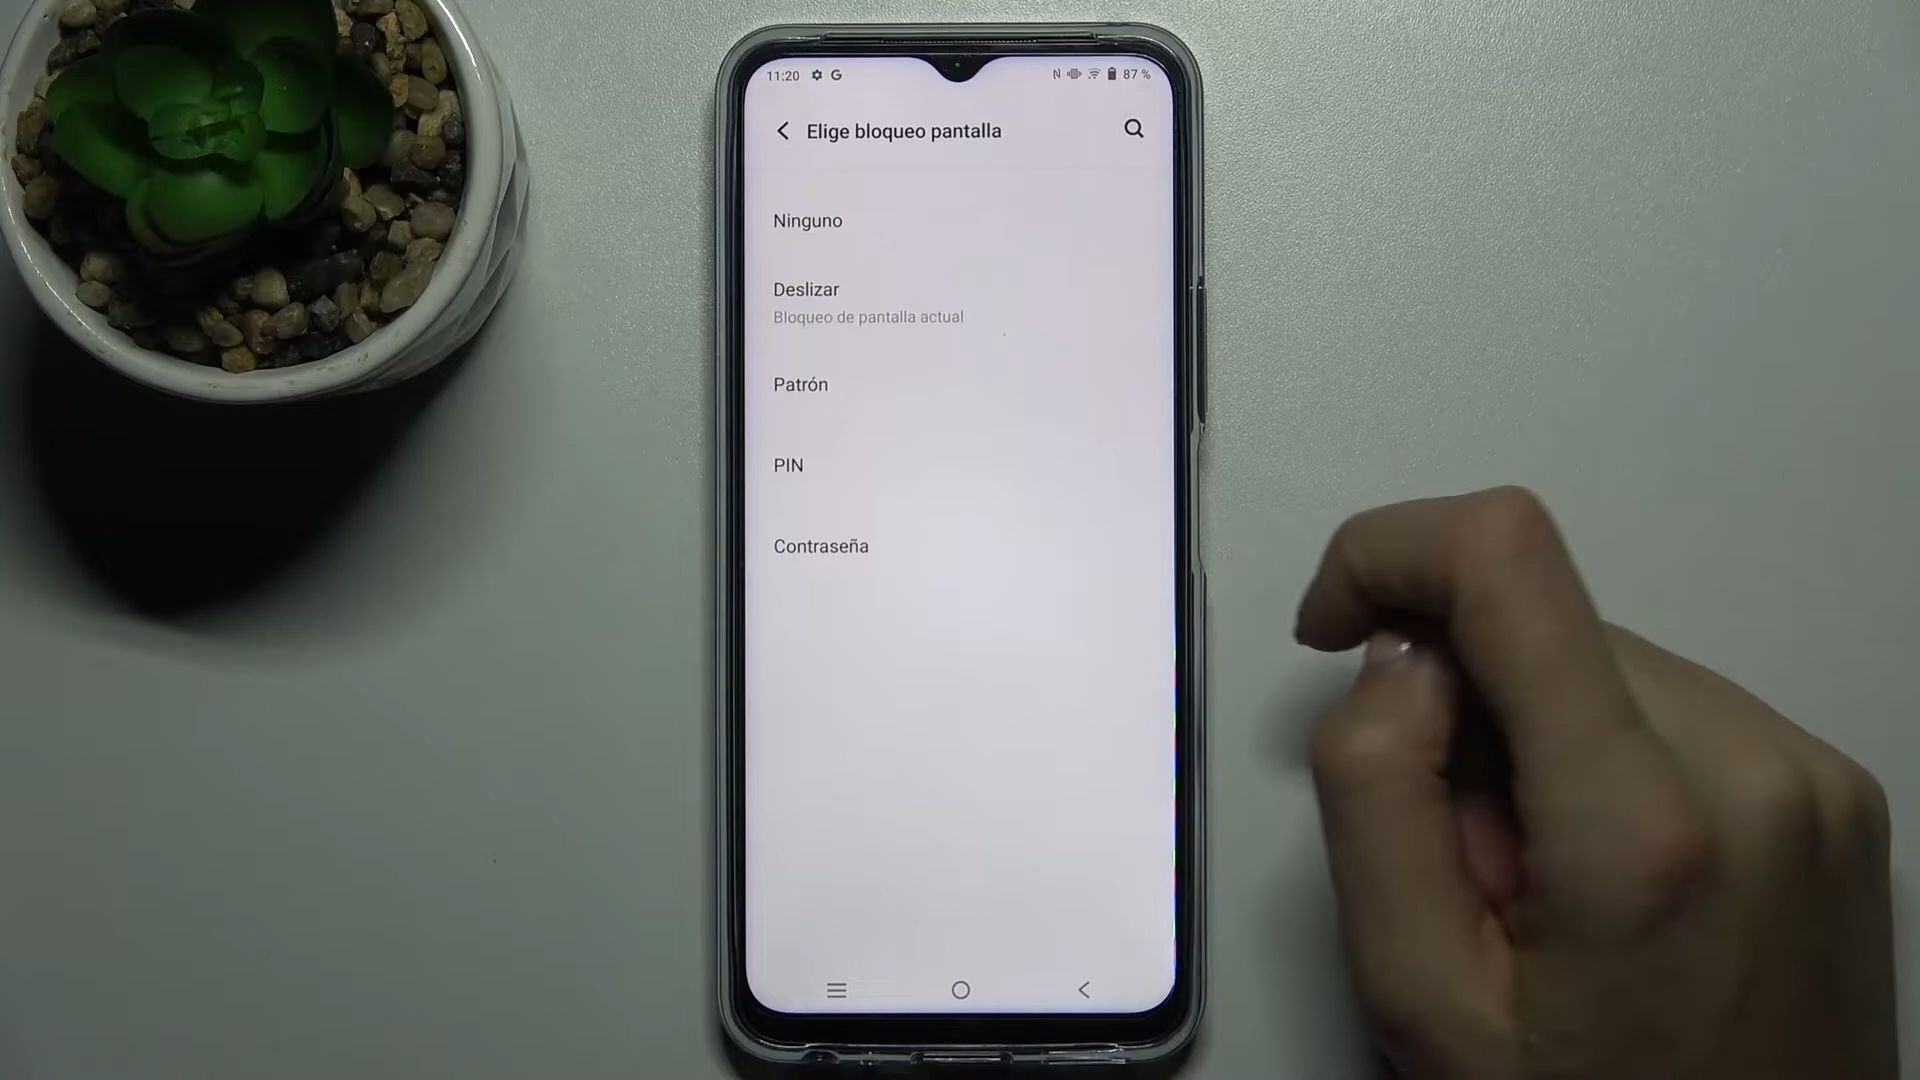 11:20 G 87 %
Elige bloqueo pantalla
Ninguno
Deslizar
Bloqueo de pantalla actual
Patrón
PIN
Contraseña